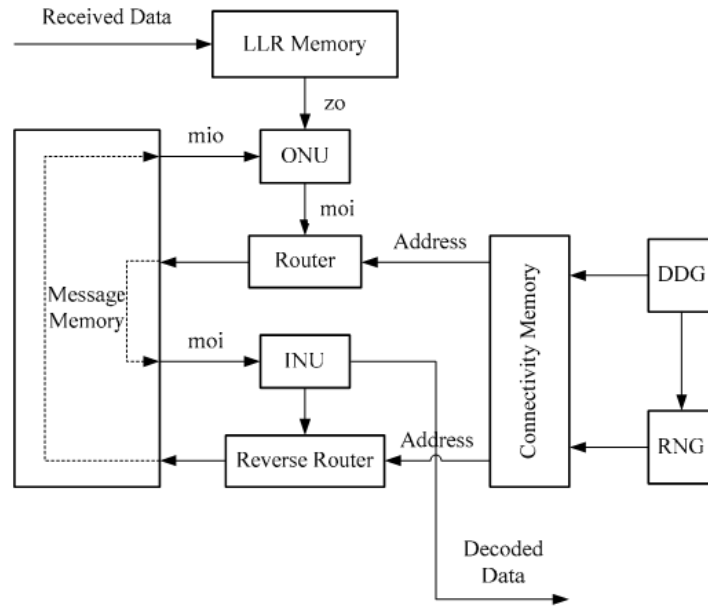 Received Data
LLR Memory
zo
mio
ONU
moi
Router
Address
Message
Memory
moi
INU
Reverse Router
Address
Connectivity Memory
DDG
RNG
Decoded
Data